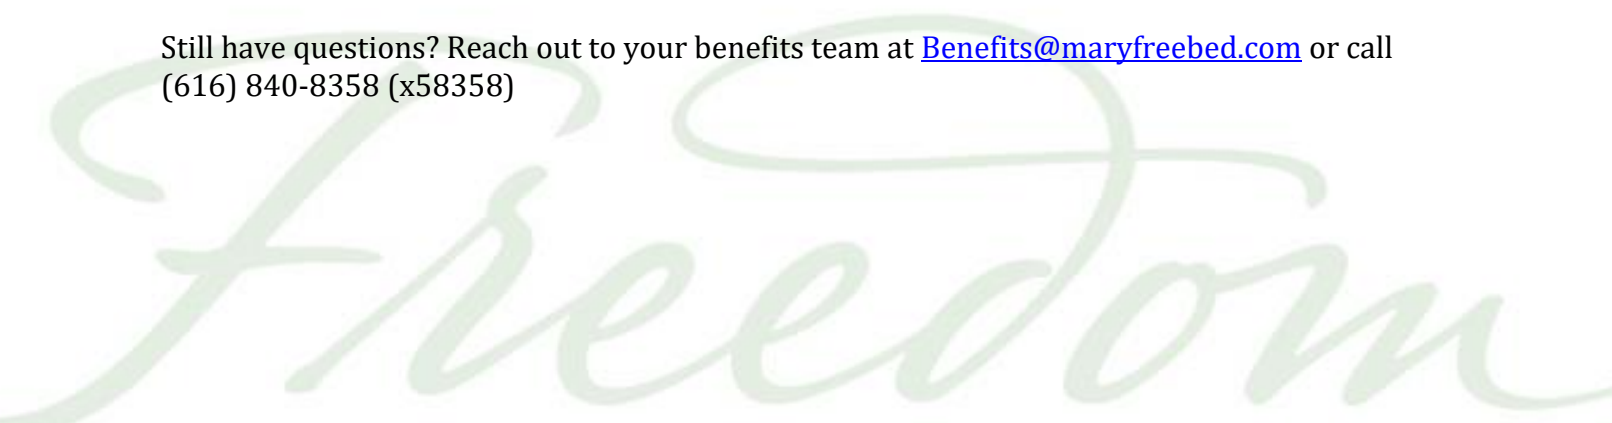 Still have questions? Reach out to your benefits team at Benefits@maryfreebed.com or call
(616) 840-8358 (x58358)
Freedom